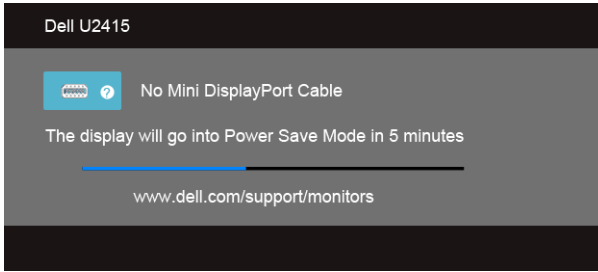 Dell U2415
? No Mini DisplayPort Cable
The display will go into Power Save Mode in 5 minutes
www.dell.com/support/monitors